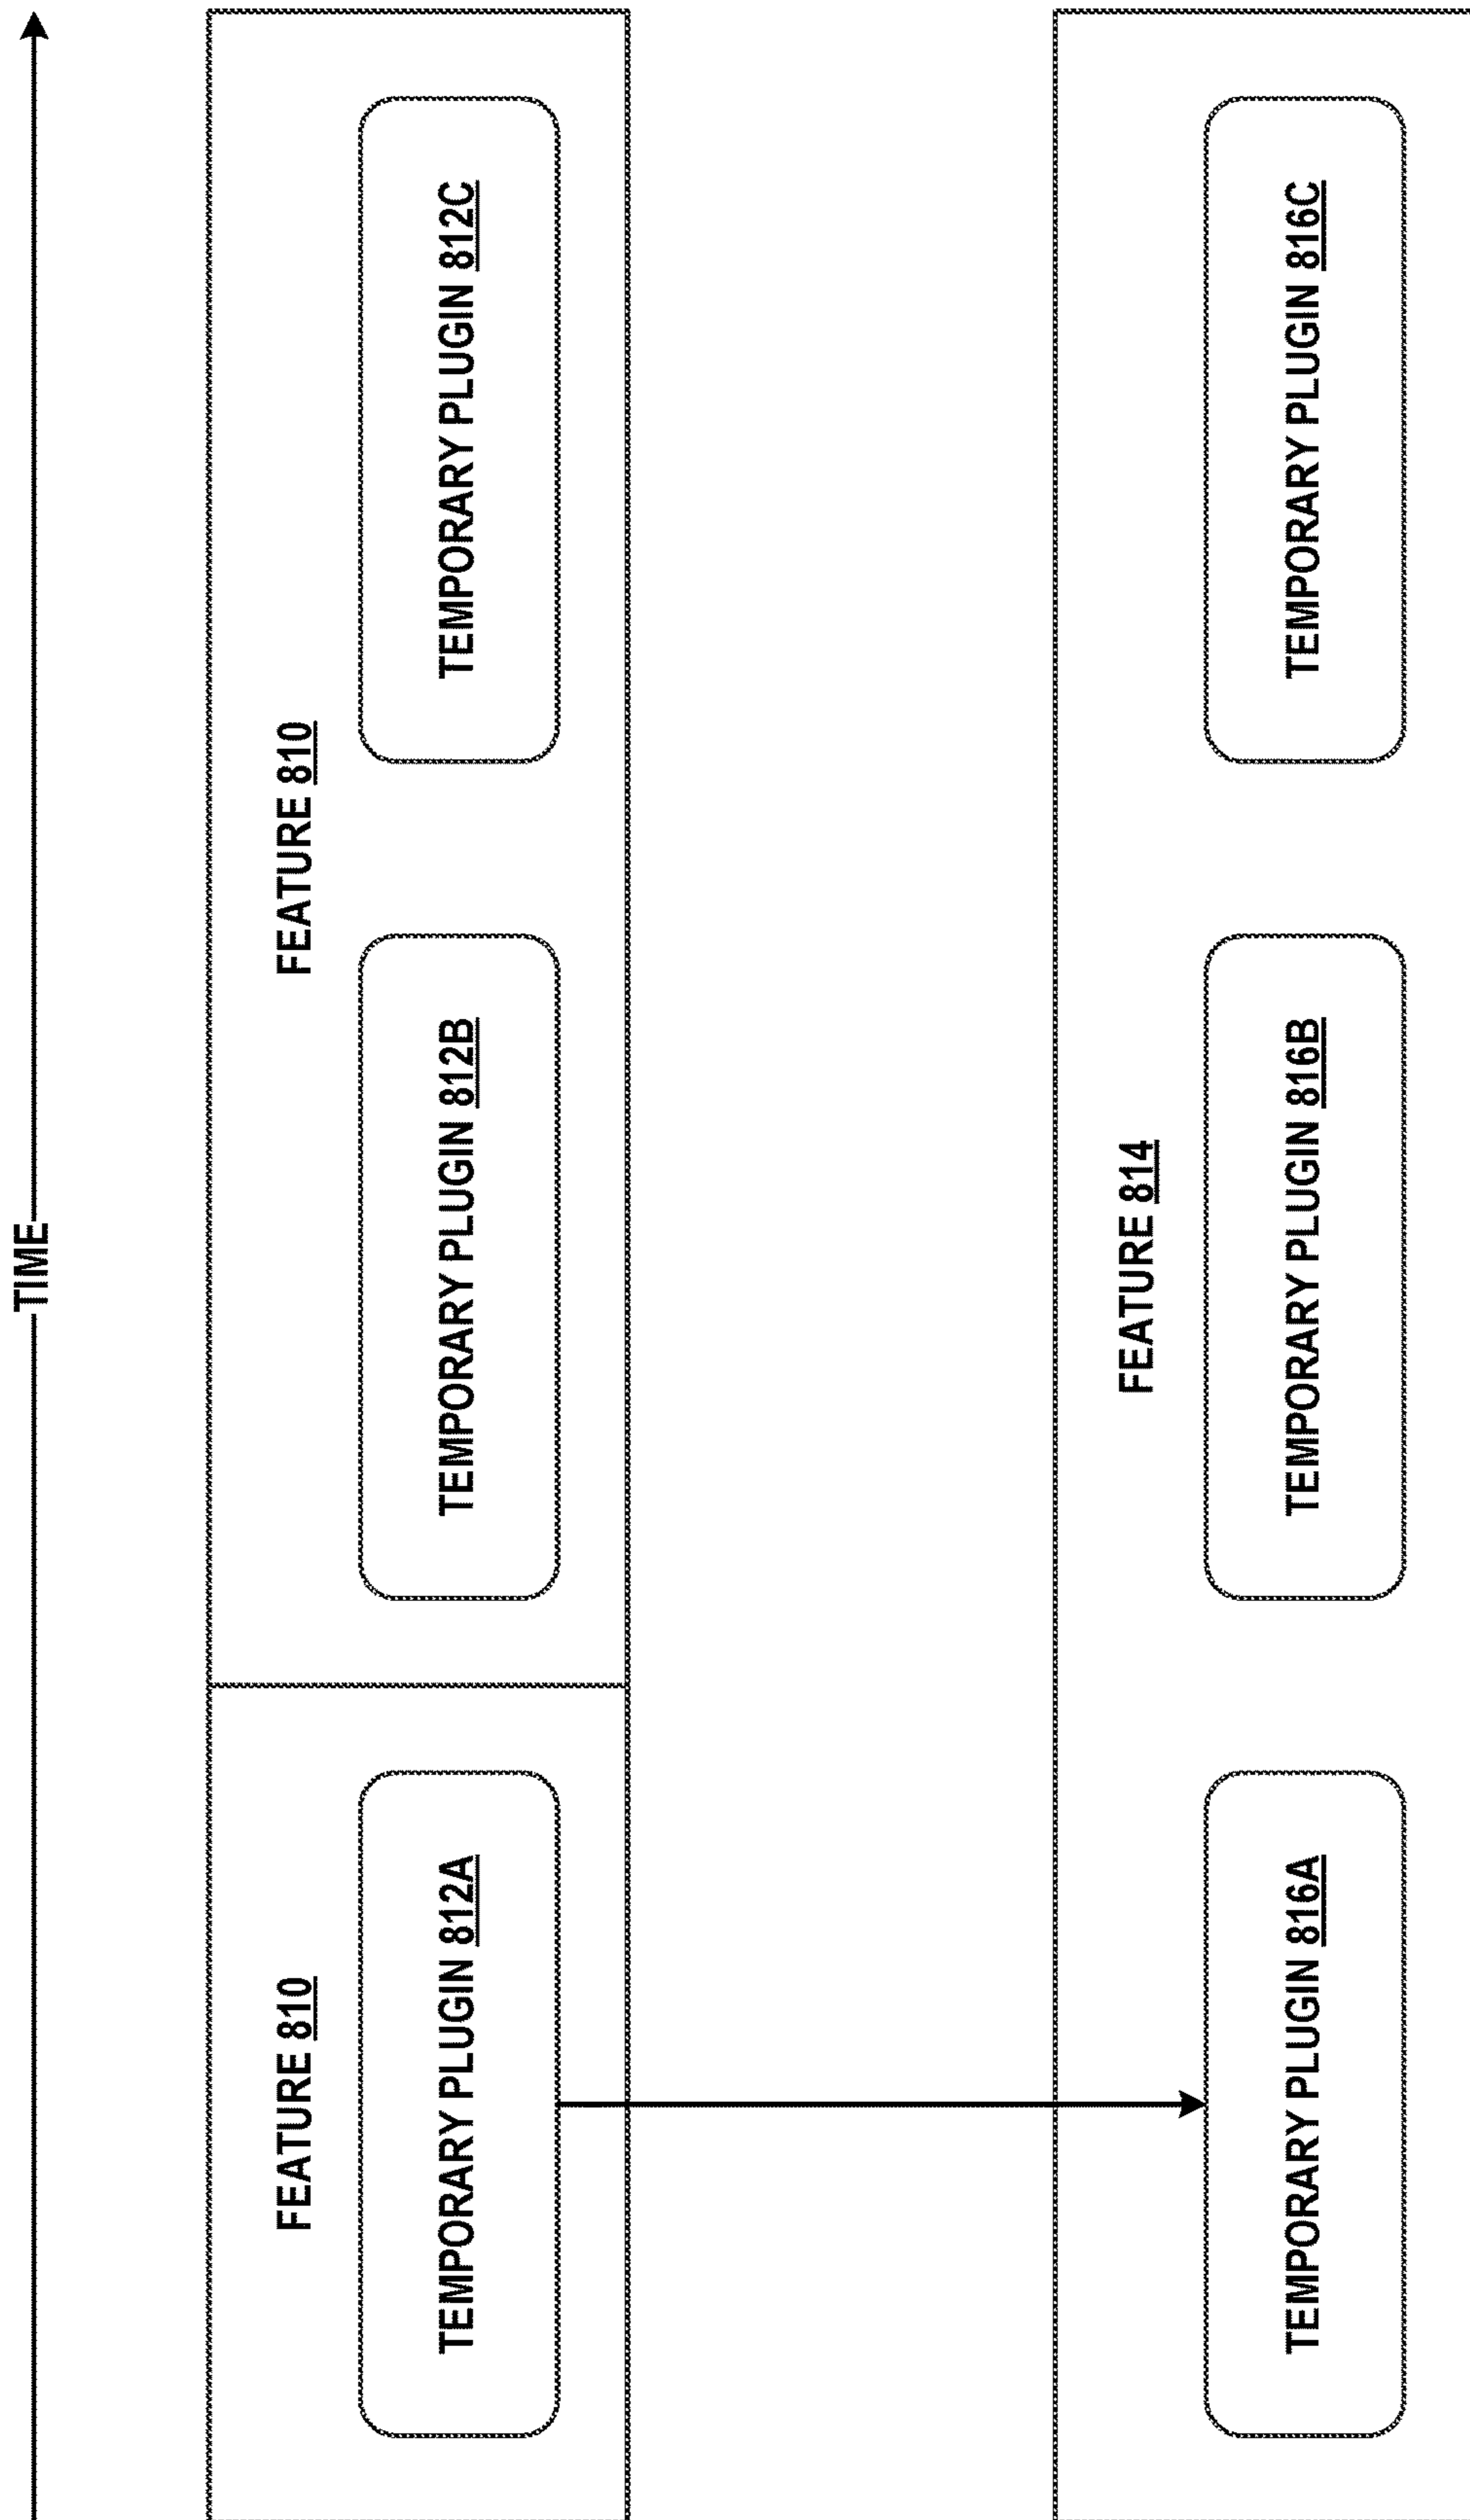 TIME
FEATURE 810
FEATURE 810
TEMPORARY PLUGIN 812A
TEMPORARY PLUGIN 812B
TEMPORARY PLUGIN 812C
FEATURE 814
TEMPORARY PLUGIN 816A
TEMPORARY PLUGIN 816B
TEMPORARY PLUGIN 816C